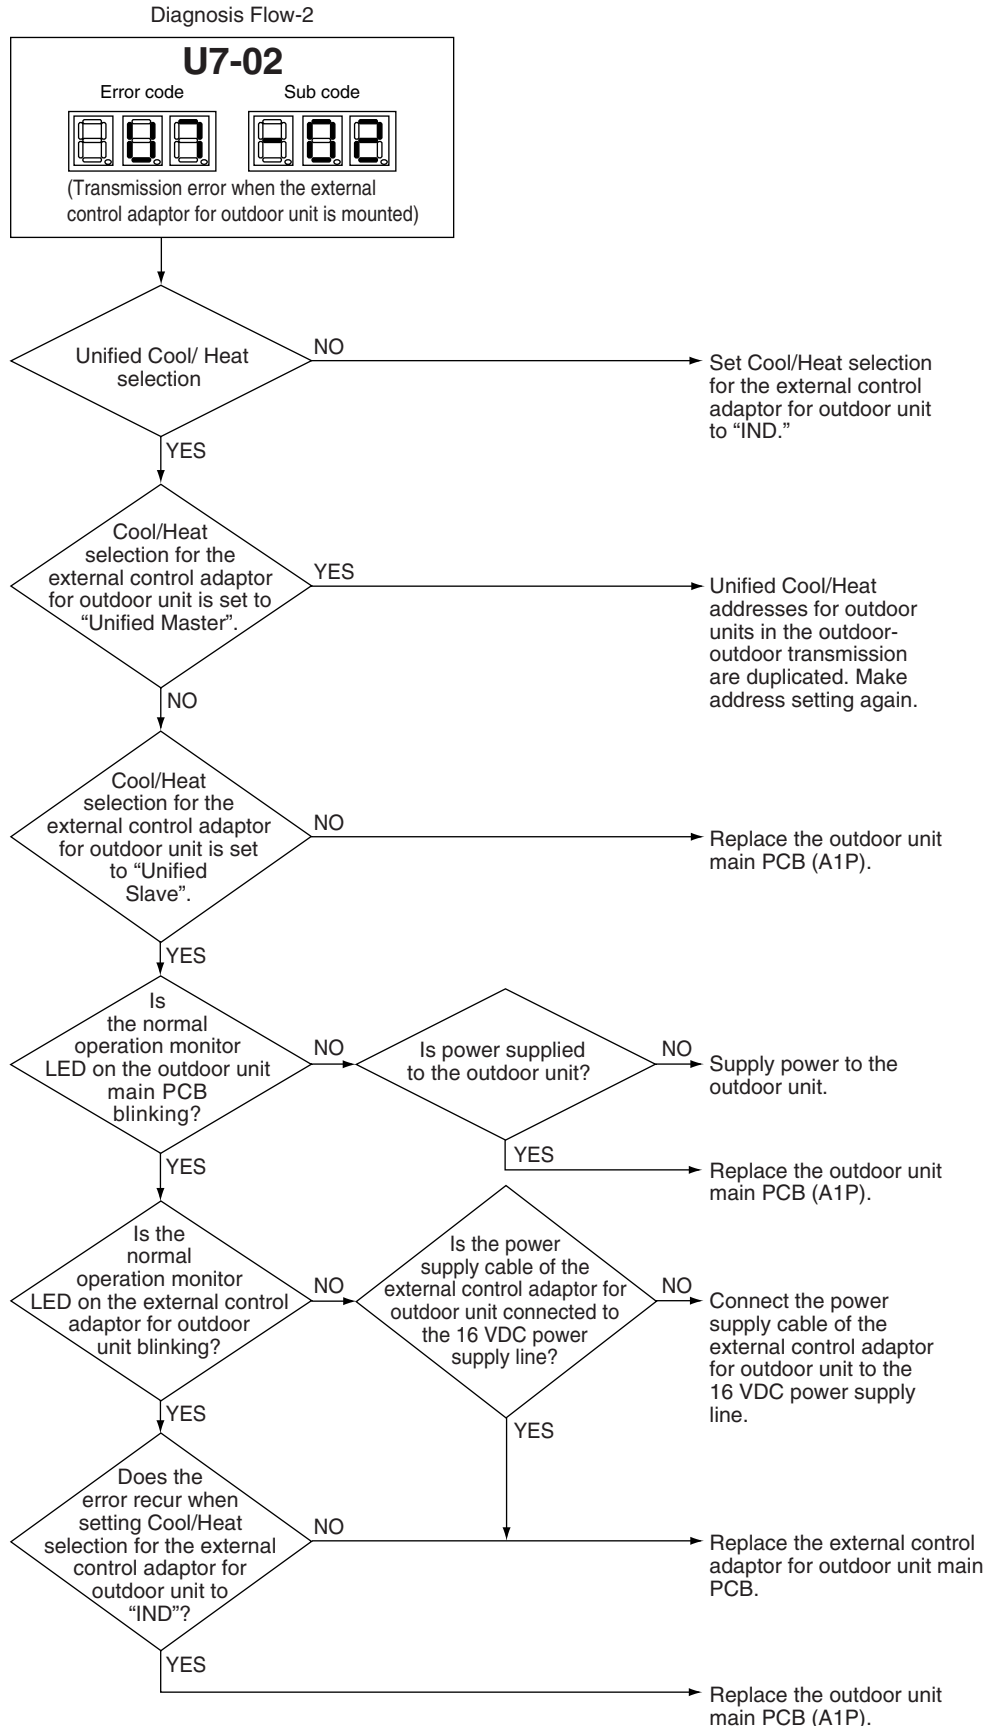 Diagnosis Flow-2
U7-02
Error code
Sub code
U7
-02
(Transmission error when the external
control adaptor for outdoor unit is mounted)
Unified Cool/ Heat
selection
NO
Set Cool/Heat selection
for the external control
adaptor for outdoor unit
to “IND.”
YES
Cool/Heat
selection for the
external control adaptor
for outdoor unit is set to
“Unified Master”.
YES
Unified Cool/Heat
addresses for outdoor
units in the outdoor-
outdoor transmission
are duplicated. Make
address setting again.
NO
Cool/Heat
selection for the
external control adaptor
for outdoor unit is set
to “Unified
Slave”.
NO
Replace the outdoor unit
main PCB (A1P).
YES
Is
the normal
operation monitor
LED on the outdoor unit
main PCB
blinking?
NO
Is power supplied
to the outdoor unit?
NO
Supply power to the
outdoor unit.
YES
Replace the outdoor unit
main PCB (A1P).
YES
Is the
normal
operation monitor
LED on the external control
adaptor for outdoor
unit blinking?
NO
Is the power
supply cable of the
external control adaptor for
outdoor unit connected to
the 16 VDC power
supply line?
NO
Connect the power
supply cable of the
external control adaptor
for outdoor unit to the
16 VDC power supply
line.
YES
YES
Does the
error recur when
setting Cool/Heat
selection for the external
control adaptor for
outdoor unit to
“IND”?
NO
Replace the external control
adaptor for outdoor unit main
PCB.
YES
Replace the outdoor unit
main PCB (A1P).